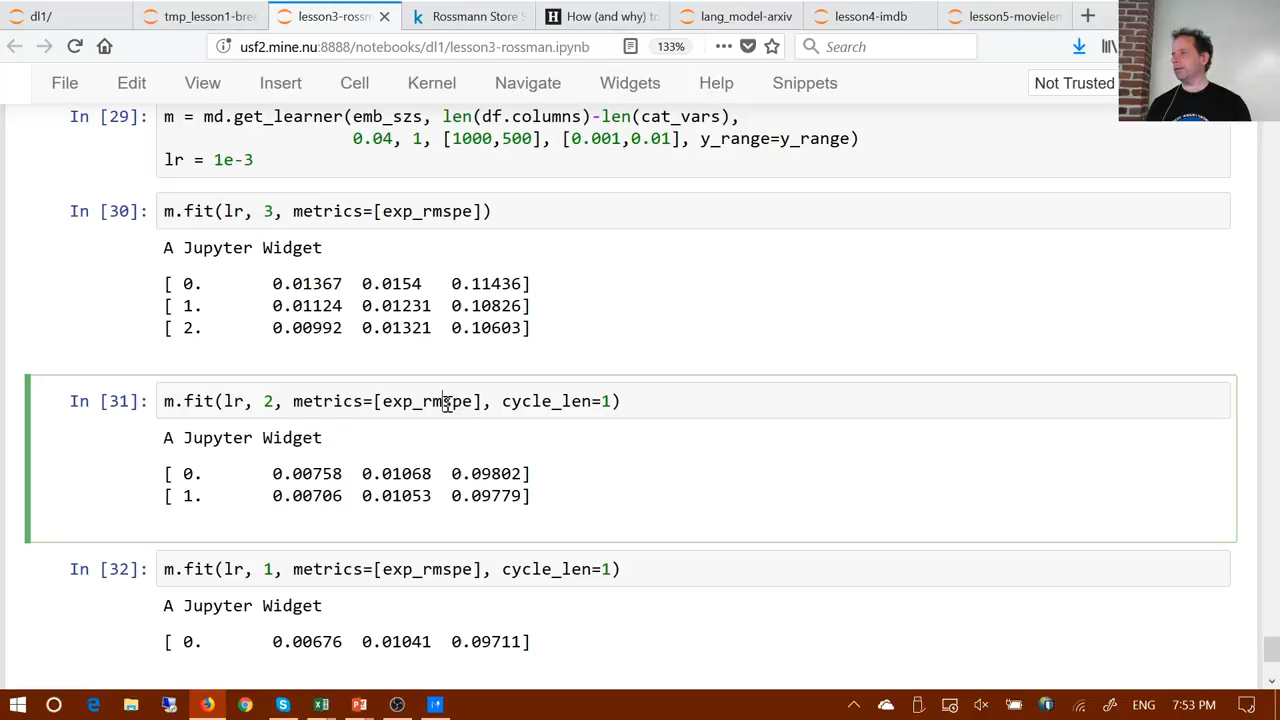 dl1/
tmp_lesson1-bre
lesson3-rossm
Rossmann Store S
How (and why) to
lang_model-arxiv
lesson4-imdb
lesson5-movielen
usf2.mine.nu:8888/notebooks/dl1/lesson3-rossman.ipynb
133%
Search
File Edit View Insert Cell Kernel Navigate Widgets Help Snippets
Not Trusted
In [29]: m = md.get_learner(emb_szs, len(df.columns)-len(cat_vars),
0.04, 1, [1000,500], [0.001,0.01], y_range=y_range)
lr = 1e-3
In [30]: m.fit(lr, 3, metrics=[exp_rmspe])
A Jupyter Widget
[ 0. 0.01367 0.0154 0.11436]
[ 1. 0.01124 0.01231 0.10826]
[ 2. 0.00992 0.01321 0.10603]
In [31]: m.fit(lr, 2, metrics=[exp_rmspe], cycle_len=1)
A Jupyter Widget
[ 0. 0.00758 0.01068 0.09802]
[ 1. 0.00706 0.01053 0.09779]
In [32]: m.fit(lr, 1, metrics=[exp_rmspe], cycle_len=1)
A Jupyter Widget
[ 0. 0.00676 0.01041 0.09711]
ENG 7:53 PM